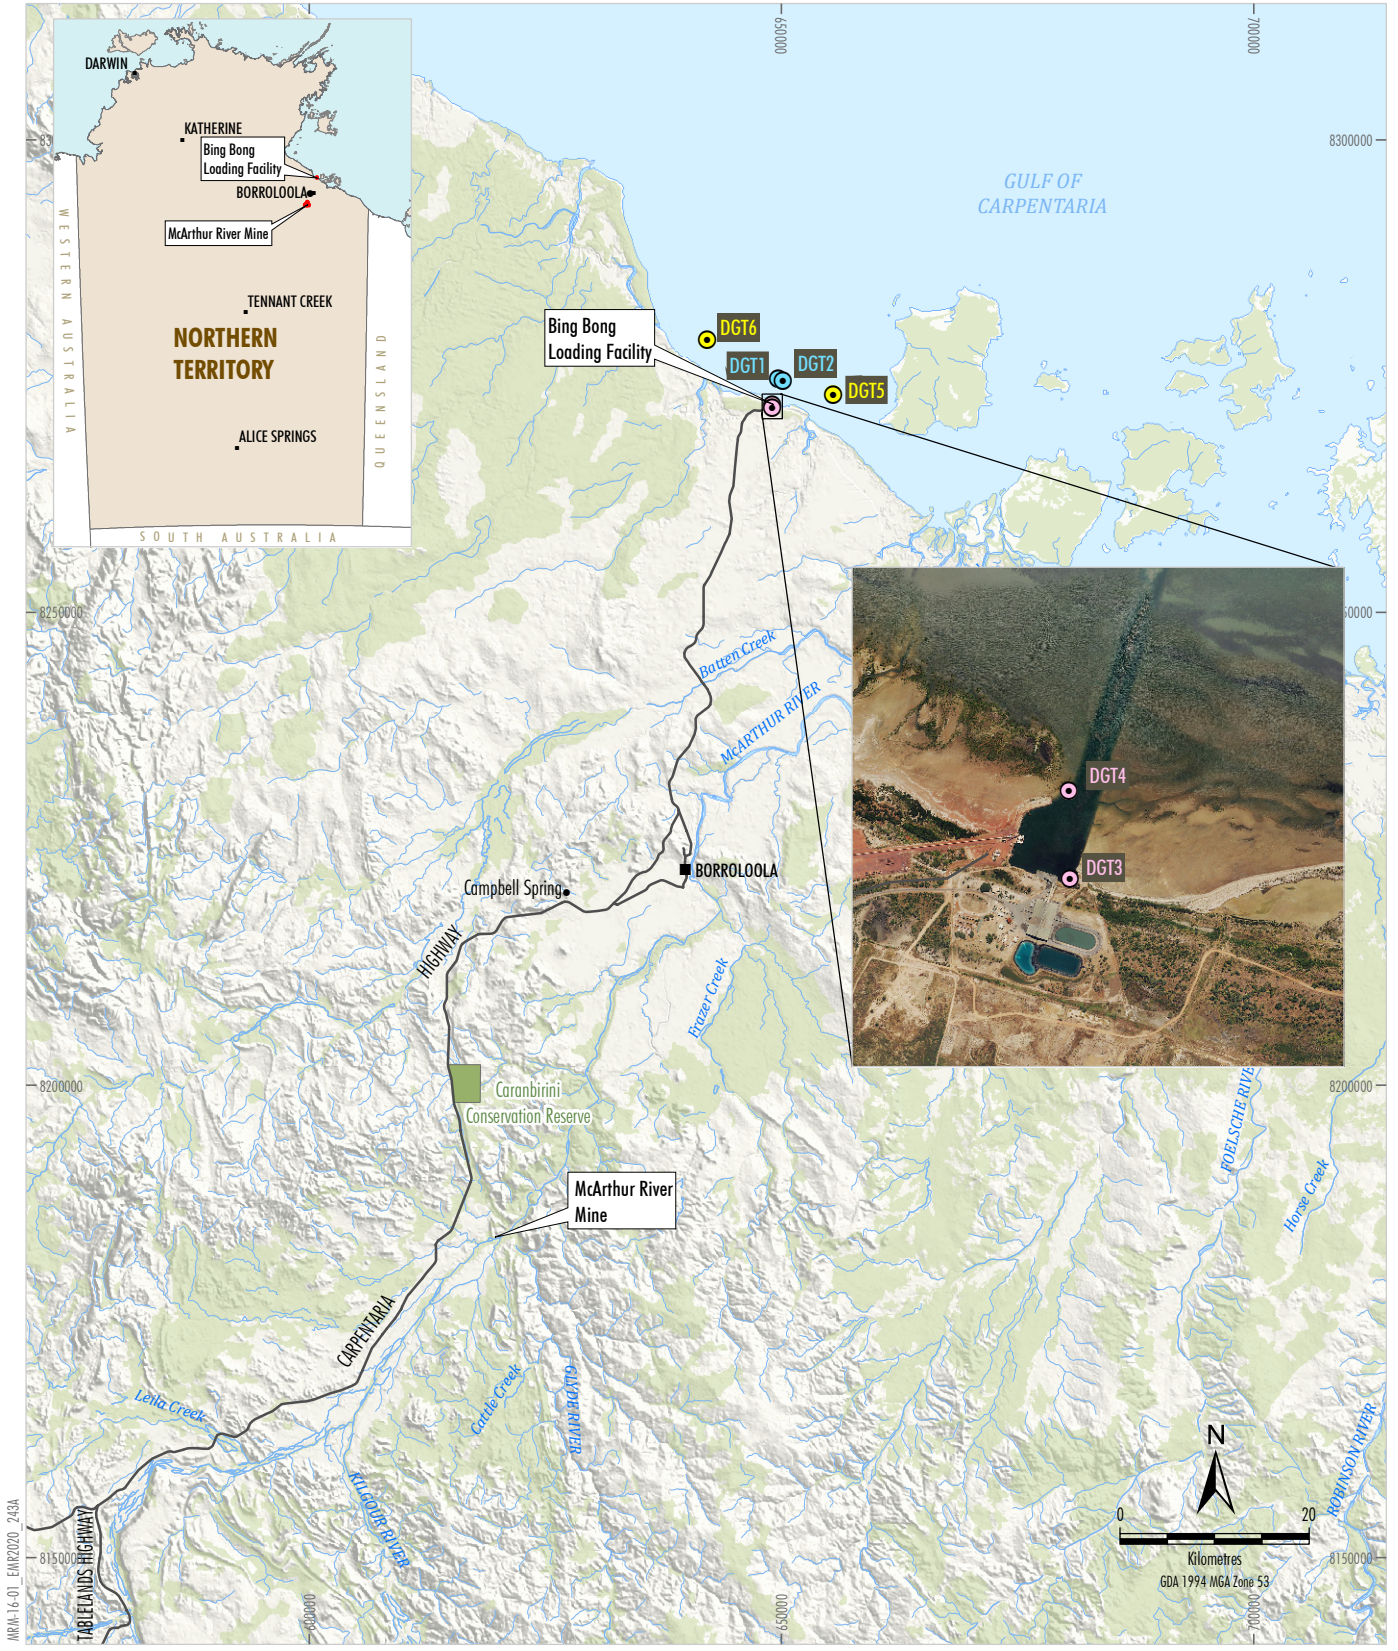 650000
700000
DARWIN
KATHERINE
Bing Bong
Loading Facility
BORROLOOLA
McArthur River Mine
WESTERN AUSTRALIA
TENNANT CREEK
NORTHERN
TERRITORY
QUEENSLAND
ALICE SPRINGS
SOUTH AUSTRALIA
8300000
GULF OF
CARPENTARIA
Bing Bong
Loading Facility
DGT6
DGT1
DGT2
DGT5
8250000
Batten Creek
McARTHUR RIVER
DGT4
DGT3
BORROLOOLA
Campbell Spring
HIGHWAY
Frazer Creek
8200000
8200000
Caranbirini
Conservation Reserve
FOELSCHE RIVE
Horse Creek
McArthur River
Mine
CARPENTARIA
Leila Creek
Cattle Creek
GLYDE RIVER
KILGOUR RIVER
ROBINSON RIVER
TABLELANDS HIGHWAY
N
0
20
Kilometres
GDA 1994 MGA Zone 53
8150000
8150000
600000
650000
700000
MRM-16-01_EMR2020_243A